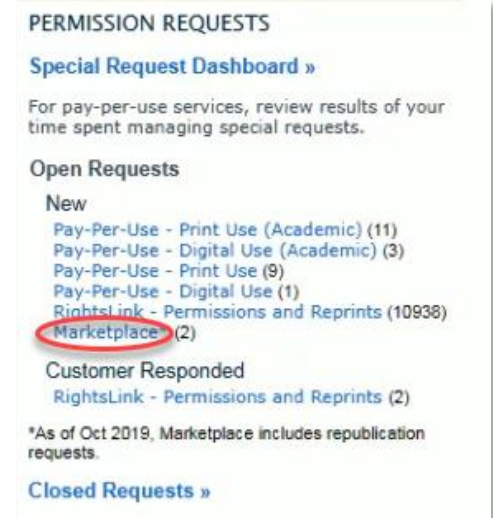 PERMISSION REQUESTS
Special Request Dashboard »
For pay-per-use services, review results of your
time spent managing special requests.
Open Requests
New
Pay-Per-Use - Print Use (Academic) (11)
Pay-Per-Use - Digital Use (Academic) (3)
Pay-Per-Use - Print Use (9)
Pay-Per-Use - Digital Use (1)
RightsLink - Permissions and Reprints (10938)
Marketplace* (2)
Customer Responded
RightsLink - Permissions and Reprints (2)
*As of Oct 2019, Marketplace includes republication
requests.
Closed Requests »